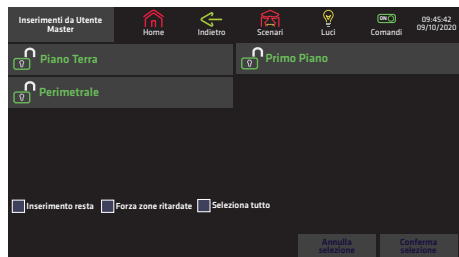 Inserimenti da Utente
Master
Home
Indietro
Scenari
Luci
ON
Comandi
09:45:42
09/10/2020
Piano Terra
Primo Piano
Perimetrale
Inserimento resta
Forza zone ritardate
Seleziona tutto
Annulla
selezione
Conferma
selezione